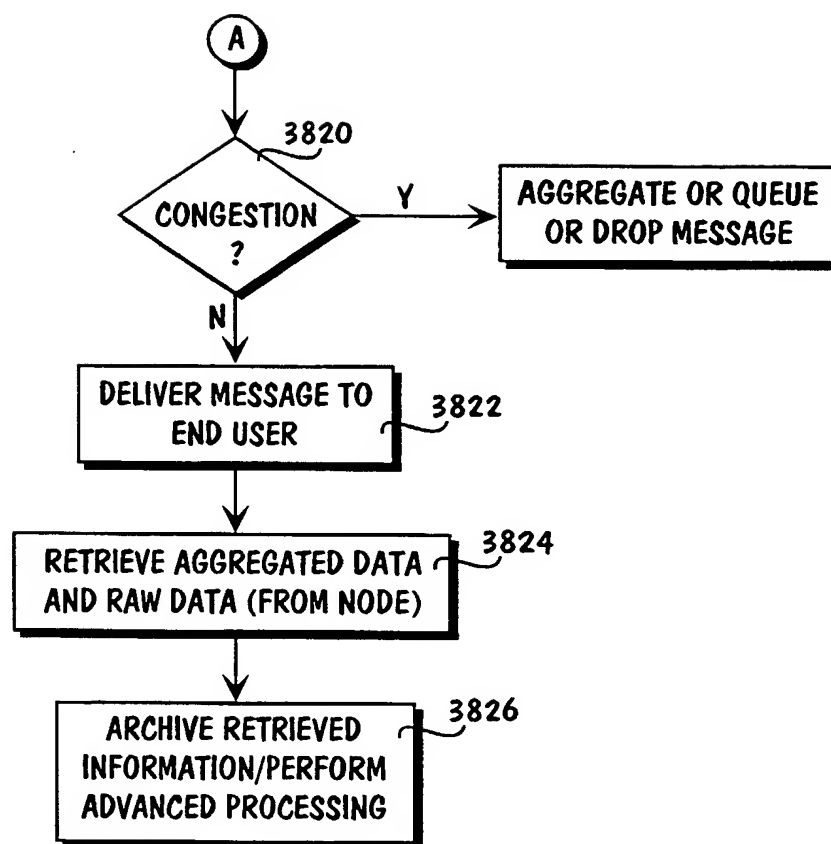 A
3820
CONGESTION
?
Y
AGGREGATE OR QUEUE
OR DROP MESSAGE
N
DELIVER MESSAGE TO
END USER
3822
RETRIEVE AGGREGATED DATA
AND RAW DATA (FROM NODE)
3824
ARCHIVE RETRIEVED
INFORMATION/PERFORM
ADVANCED PROCESSING
3826